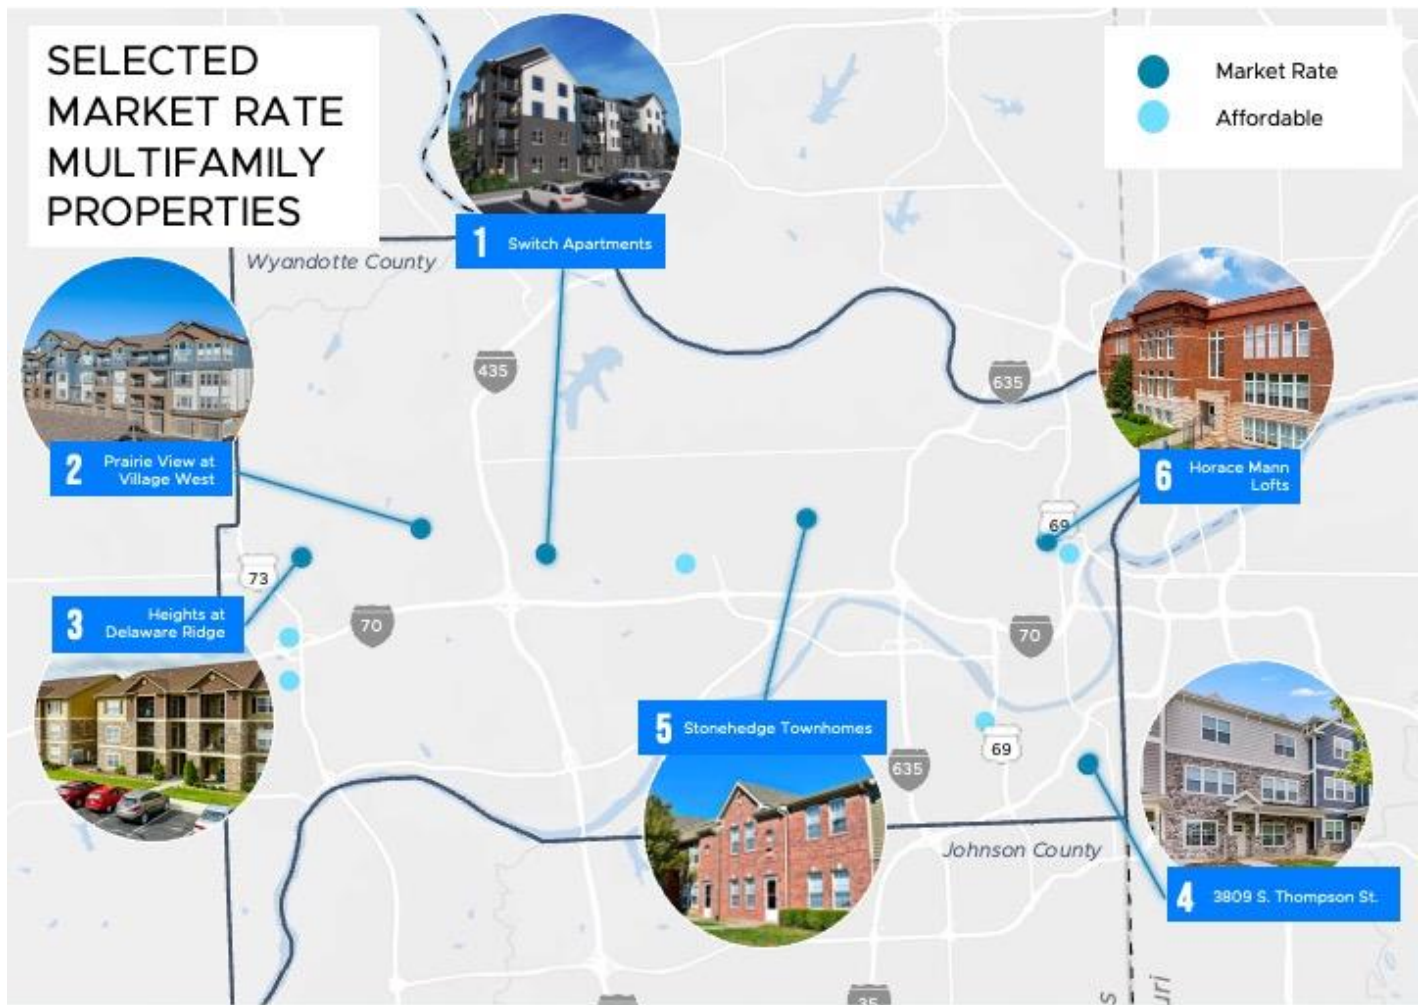 SELECTED
MARKET RATE
MULTIFAMILY
PROPERTIES
Market Rate
Affordable
1 Switch Apartments
Wyandotte County
435
635
2 Prairie View at
Village West
6 Horace Mann
Lofts
69
73
3 Heights at
Delaware Ridge
70
70
5 Stonehedge Townhomes
69
635
Johnson County
4 3809 S. Thompson St.
35
s
uri